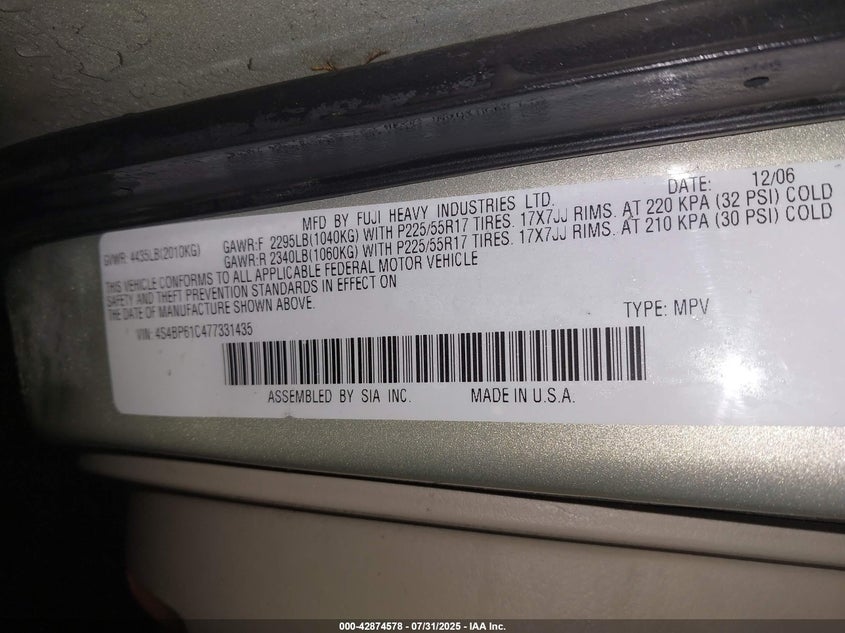 MFD BY FUJI HEAVY INDUSTRIES LTD. DATE: 12/06
GVWR: 4435LB(2010KG) GAWR:F 2295LB(1040KG) WITH P225/55R17 TIRES. 17X7JJ RIMS. AT 220 KPA (32 PSI) COLD
GAWR:R 2340LB(1060KG) WITH P225/55R17 TIRES. 17X7JJ RIMS. AT 210 KPA (30 PSI) COLD
THIS VEHICLE CONFORMS TO ALL APPLICABLE FEDERAL MOTOR VEHICLE
SAFETY AND THEFT PREVENTION STANDARDS IN EFFECT ON
THE DATE OF MANUFACTURE SHOWN ABOVE.
VIN: 4S4BP61C477331435 TYPE: MPV
ASSEMBLED BY SIA INC. MADE IN U.S.A.
000-42874578 - 07/31/2025 - IAA Inc.